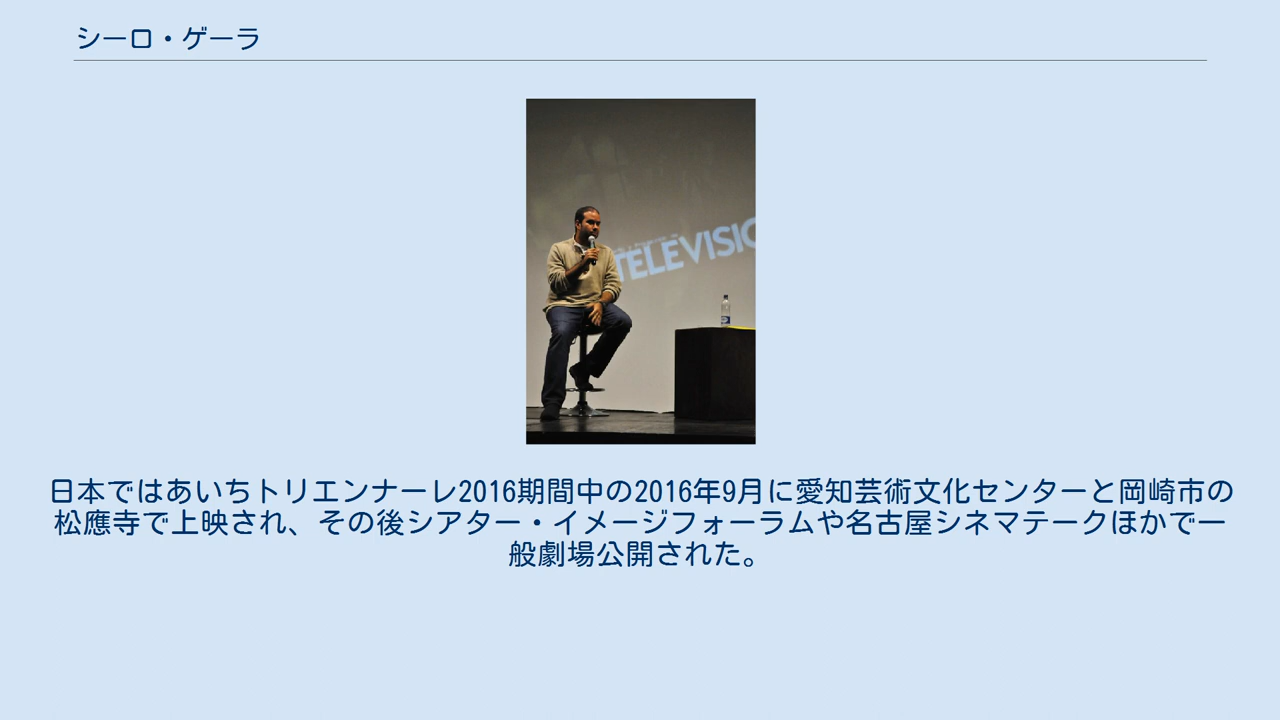 シーロ・ゲーラ
TELEVISIO
日本ではあいちトリエンナーレ2016期間中の2016年9月に愛知芸術文化センターと岡崎市の
松應寺で上映され、その後シアター・イメージフォーラムや名古屋シネマテークほかで一
般劇場公開された。